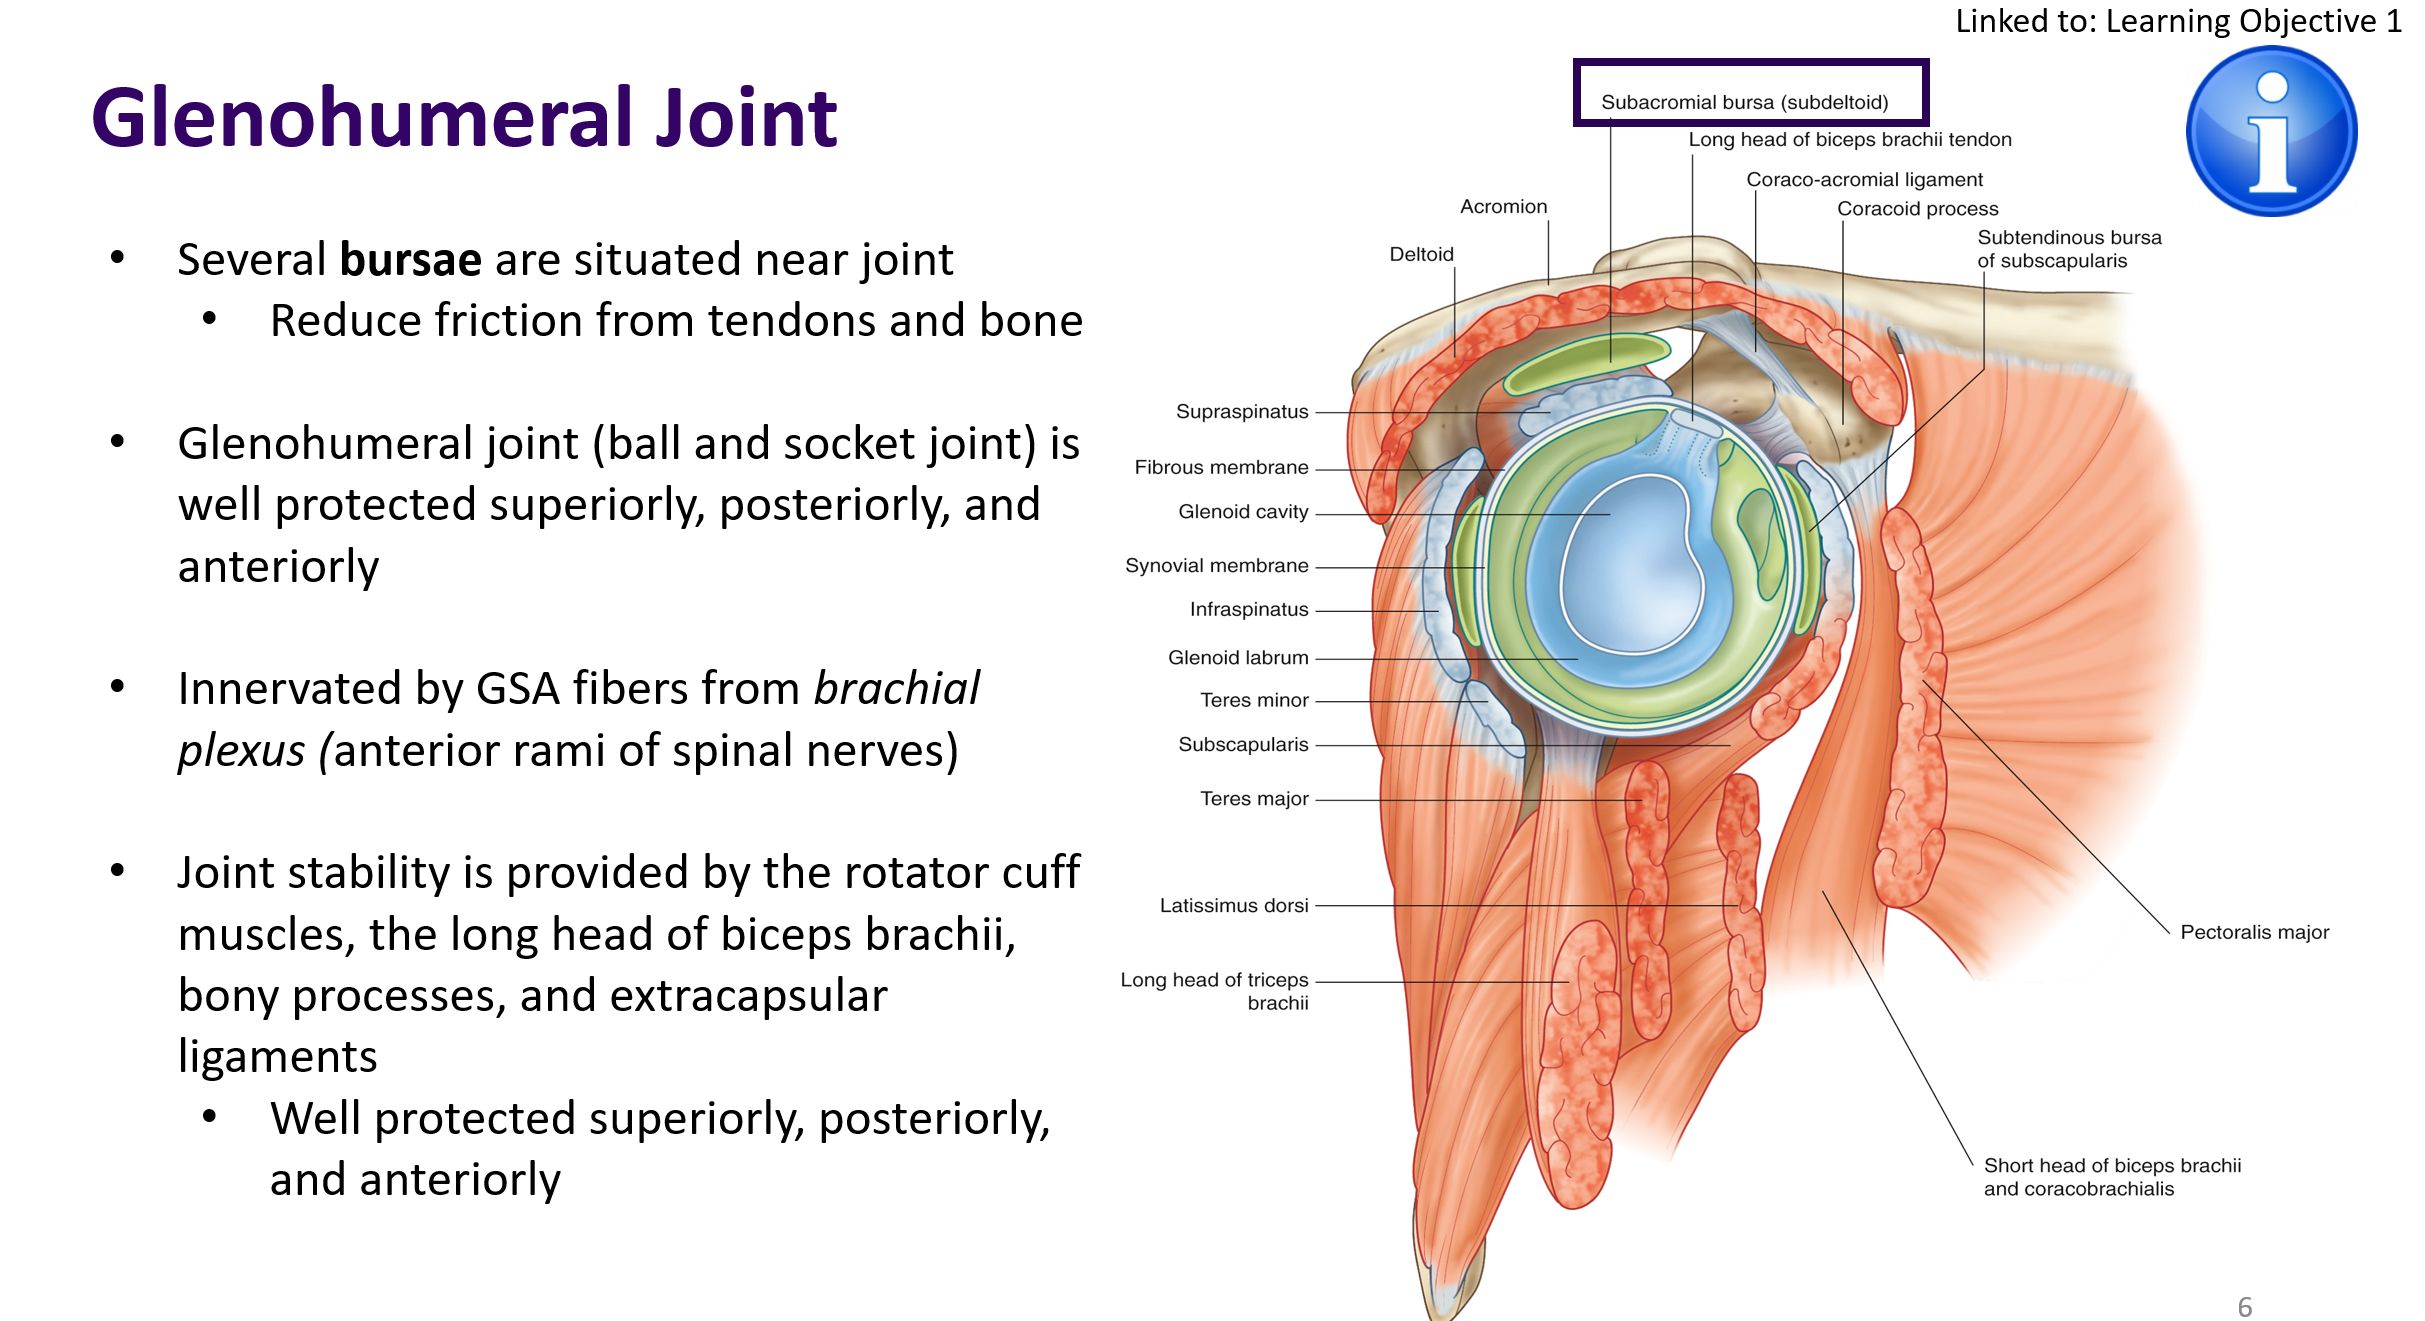 Linked to: Learning Objective 1
Glenohumeral Joint
• Several bursae are situated near joint
• Reduce friction from tendons and bone
• Glenohumeral joint (ball and socket joint) is
well protected superiorly, posteriorly, and
anteriorly
• Innervated by GSA fibers from brachial
plexus (anterior rami of spinal nerves)
• Joint stability is provided by the rotator cuff
muscles, the long head of biceps brachii,
bony processes, and extracapsular
ligaments
• Well protected superiorly, posteriorly,
and anteriorly
Subacromial bursa (subdeltoid)
Long head of biceps brachii tendon
Coraco-acromial ligament
Acromion
Coracoid process
Deltoid
Subtendinous bursa
of subscapularis
Supraspinatus
Fibrous membrane
Glenoid cavity
Synovial membrane
Infraspinatus
Glenoid labrum
Teres minor
Subscapularis
Teres major
Latissimus dorsi
Long head of triceps
brachii
Pectoralis major
Short head of biceps brachii
and coracobrachialis
6